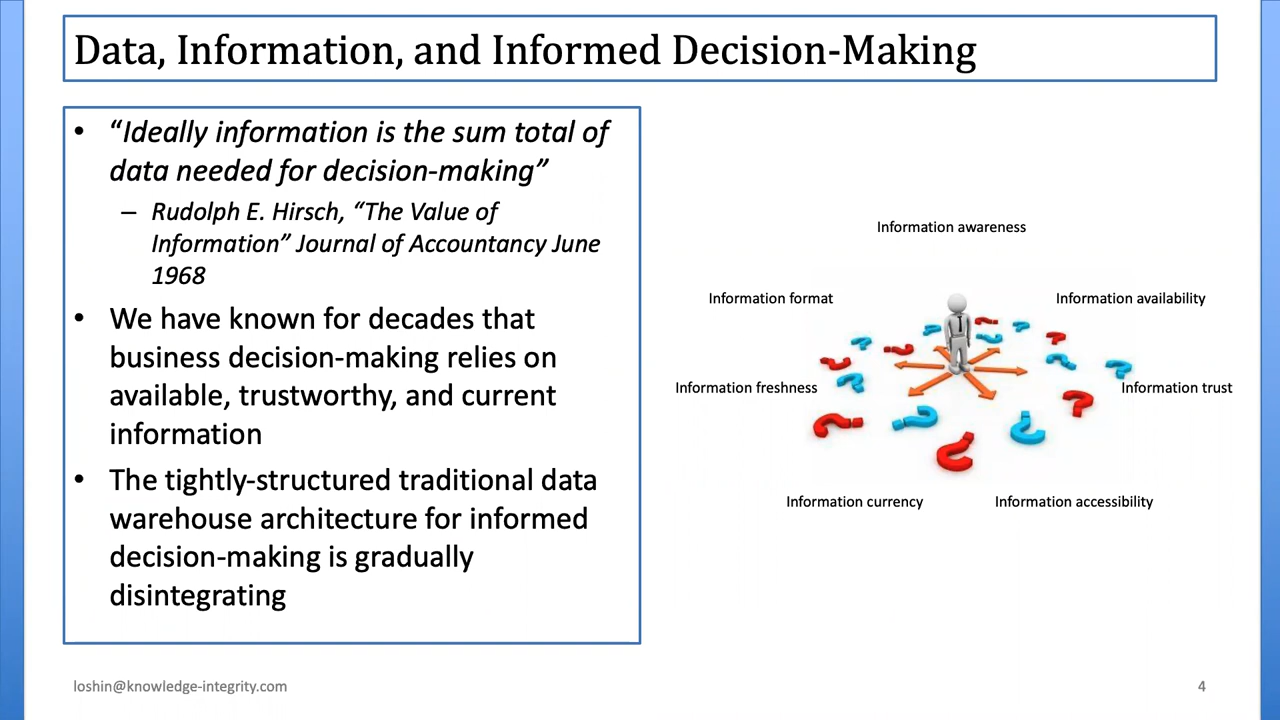 Data, Information, and Informed Decision-Making
• “Ideally information is the sum total of
data needed for decision-making”
– Rudolph E. Hirsch, “The Value of
Information” Journal of Accountancy June
1968
• We have known for decades that
business decision-making relies on
available, trustworthy, and current
information
• The tightly-structured traditional data
warehouse architecture for informed
decision-making is gradually
disintegrating
Information awareness
Information format
Information availability
Information freshness
Information trust
Information currency
Information accessibility
loshin@knowledge-integrity.com
4